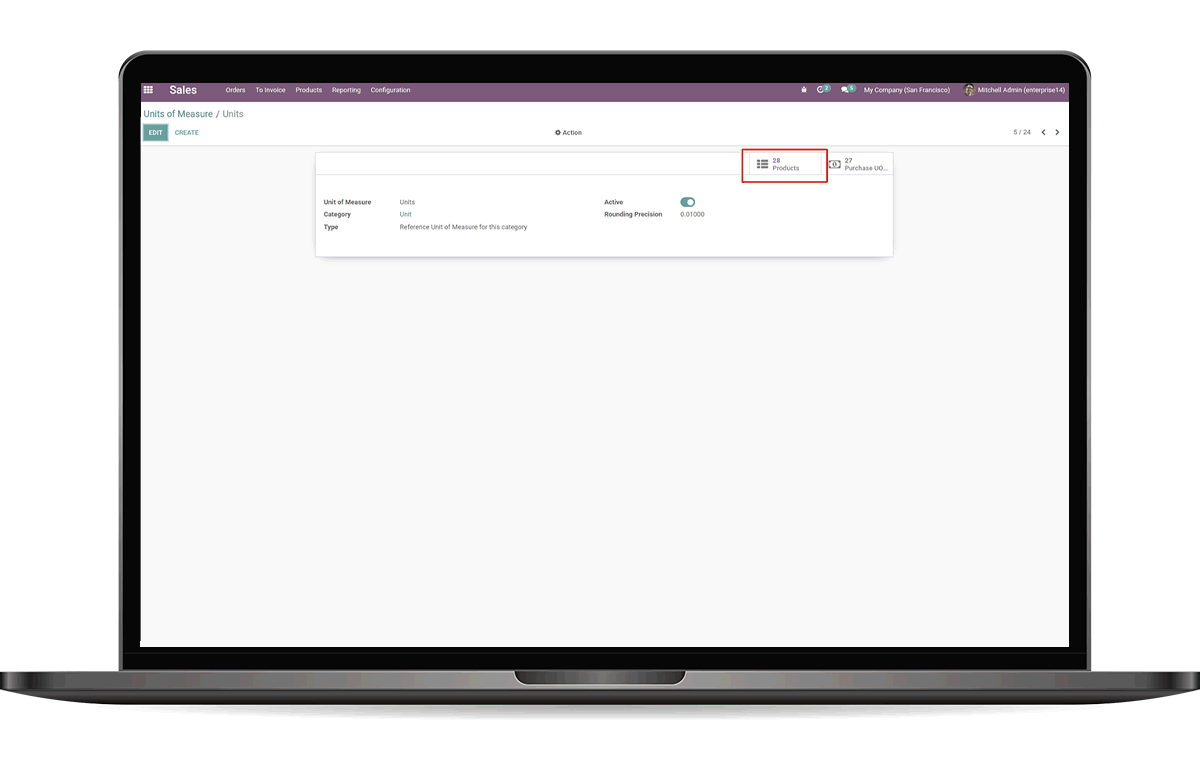 Sales Orders To Invoice Products Reporting Configuration 2 5 My Company (San Francisco) Mitchell Admin (enterprise14)
Units of Measure / Units
EDIT CREATE Action 5 / 24
28 27
Products Purchase UO...
Unit of Measure Units Active
Category Unit Rounding Precision 0.01000
Type Reference Unit of Measure for this category